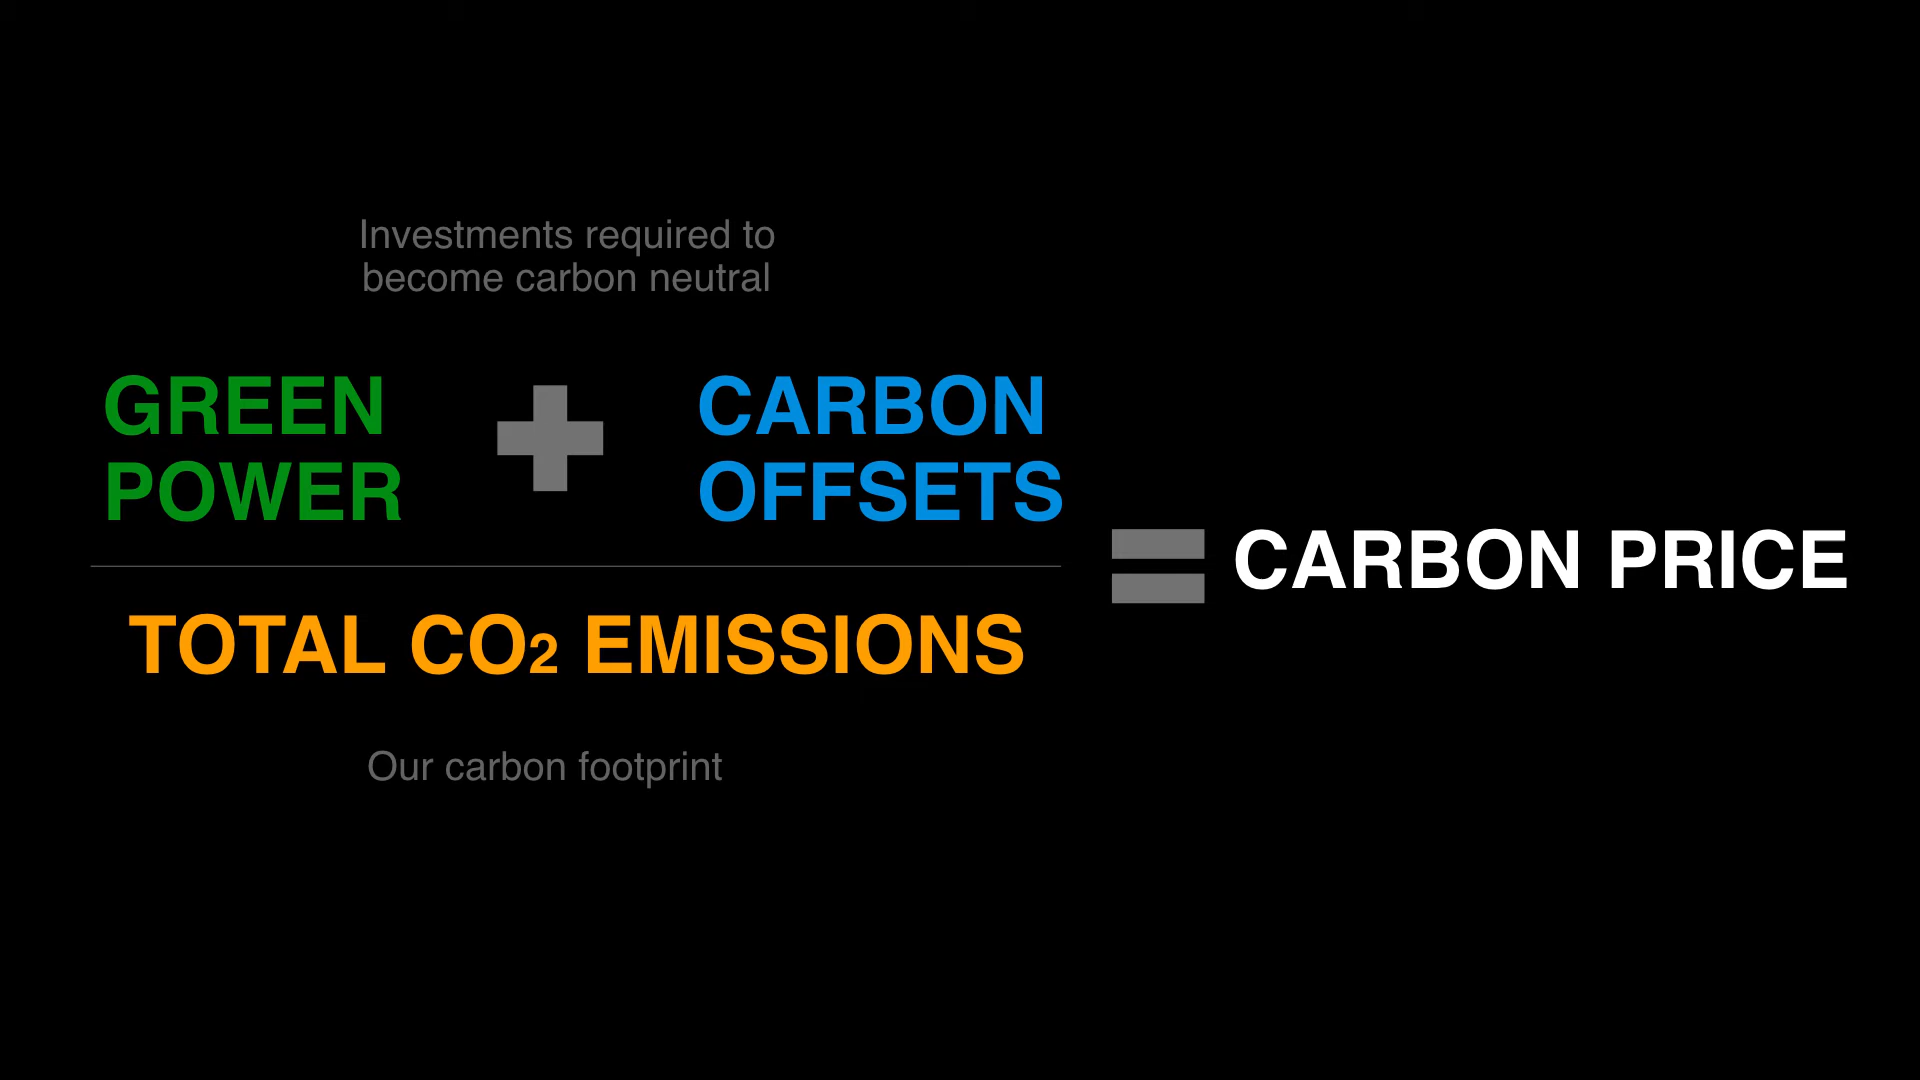 Investments required to
become carbon neutral
GREEN
POWER
CARBON
OFFSETS
TOTAL CO2 EMISSIONS
Our carbon footprint
CARBON PRICE